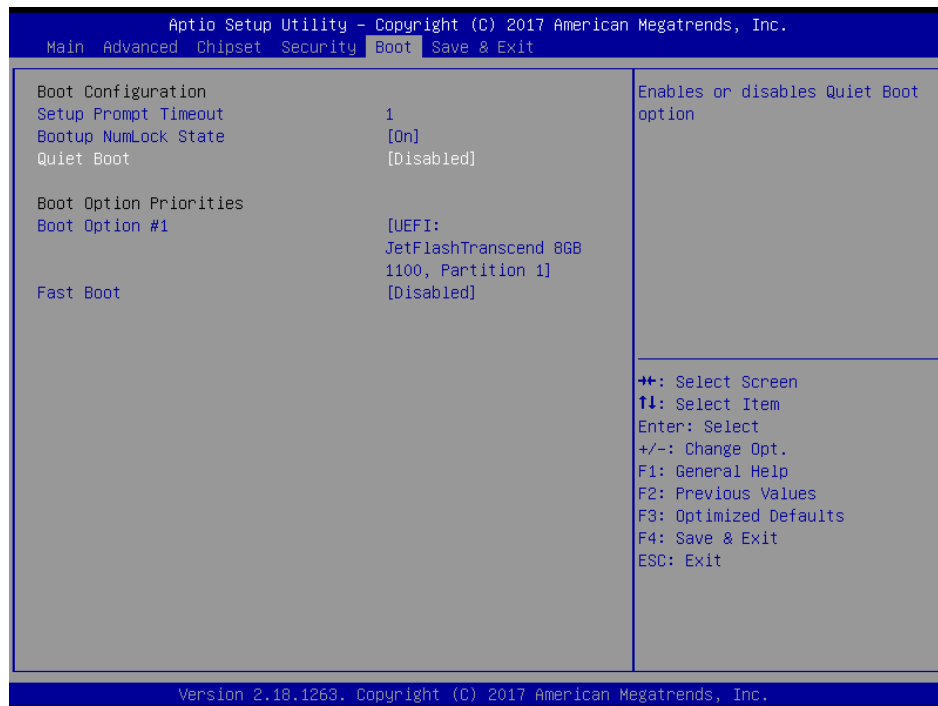 Aptio Setup Utility – Copyright (C) 2017 American Megatrends, Inc.
Main Advanced Chipset Security Boot Save & Exit
Boot Configuration
Setup Prompt Timeout 1
Bootup NumLock State [On]
Quiet Boot [Disabled]
Boot Option Priorities
Boot Option #1 [UEFI:
JetFlashTranscend 8GB
1100, Partition 1]
Fast Boot [Disabled]
Enables or disables Quiet Boot
option
→←: Select Screen
↑↓: Select Item
Enter: Select
+/-: Change Opt.
F1: General Help
F2: Previous Values
F3: Optimized Defaults
F4: Save & Exit
ESC: Exit
Version 2.18.1263. Copyright (C) 2017 American Megatrends, Inc.